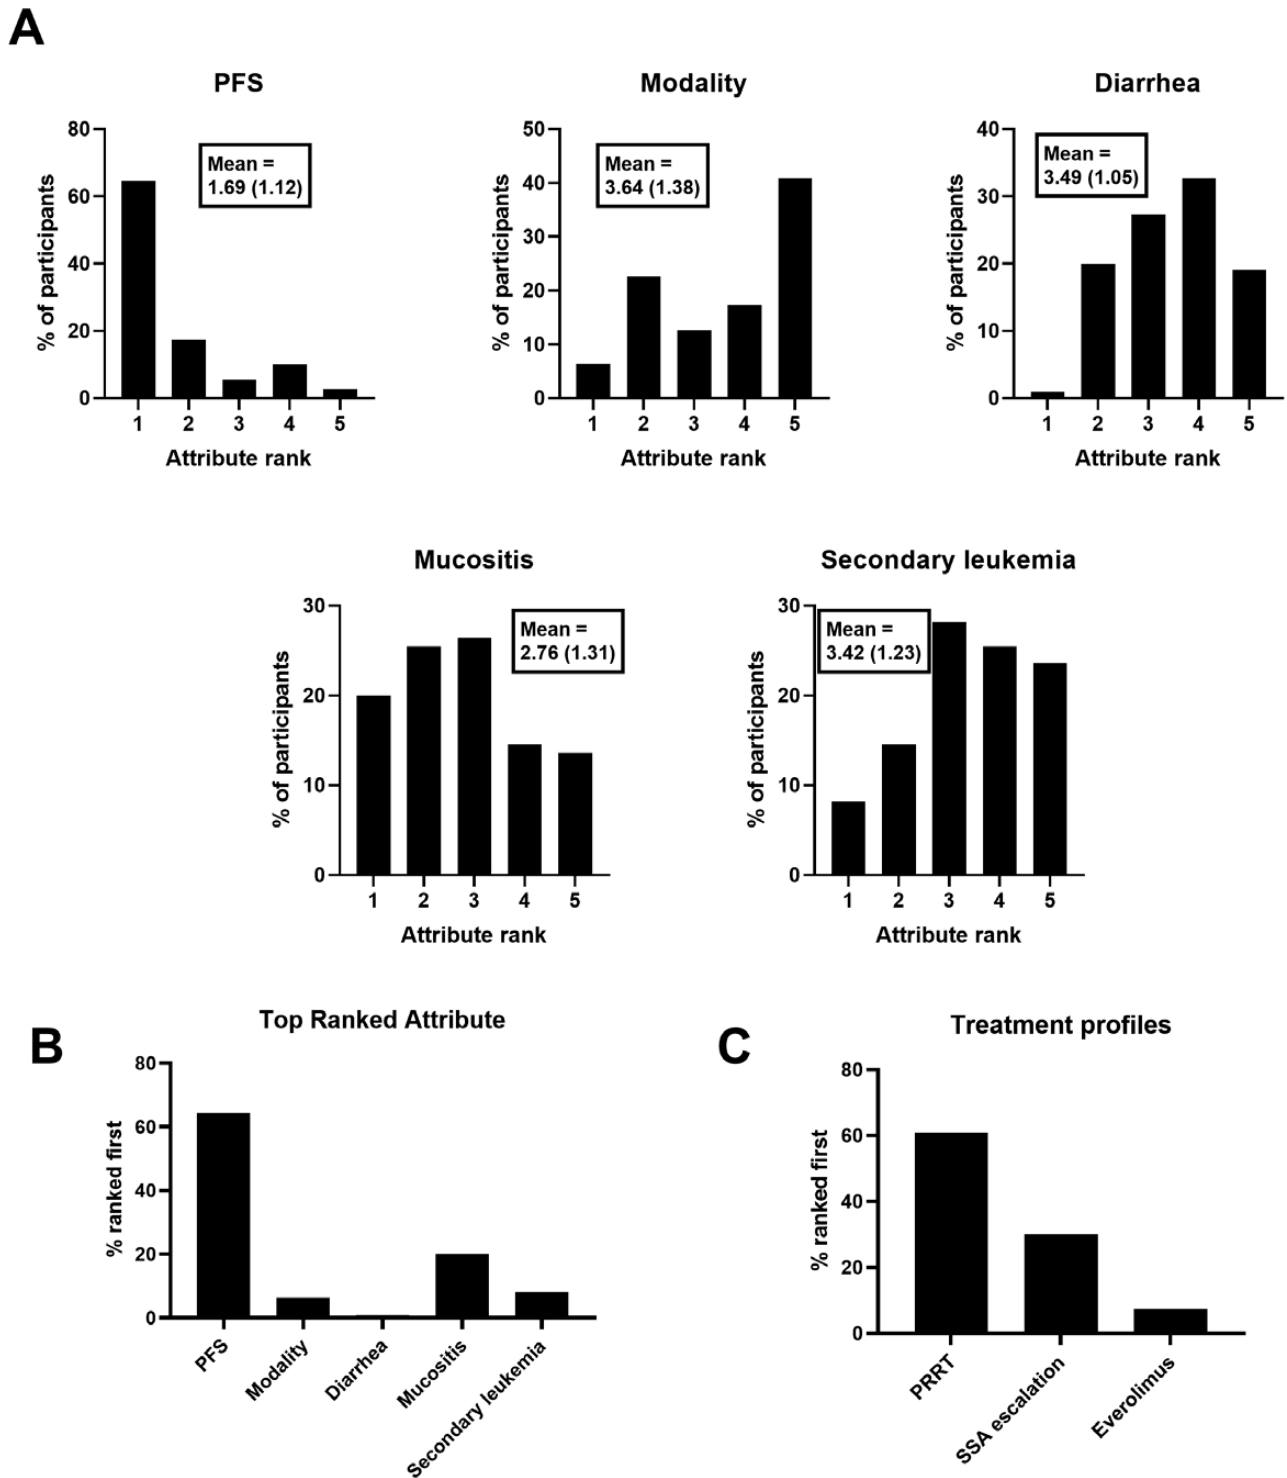 A
PFS
80
60
40
20
0
% of participants
Mean =
1.69 (1.12)
1 2 3 4 5
Attribute rank
Modality
50
40
30
20
10
0
% of participants
Mean =
3.64 (1.38)
1 2 3 4 5
Attribute rank
Diarrhea
40
30
20
10
0
% of participants
Mean =
3.49 (1.05)
1 2 3 4 5
Attribute rank
Mucositis
30
20
10
0
% of participants
Mean =
2.76 (1.31)
1 2 3 4 5
Attribute rank
Secondary leukemia
30
20
10
0
% of participants
Mean =
3.42 (1.23)
1 2 3 4 5
Attribute rank
B
Top Ranked Attribute
80
60
40
20
0
% ranked first
PFS
Modality
Diarrhea
Mucositis
Secondary leukemia
C
Treatment profiles
80
60
40
20
0
% ranked first
PRRT
SSA escalation
Everolimus